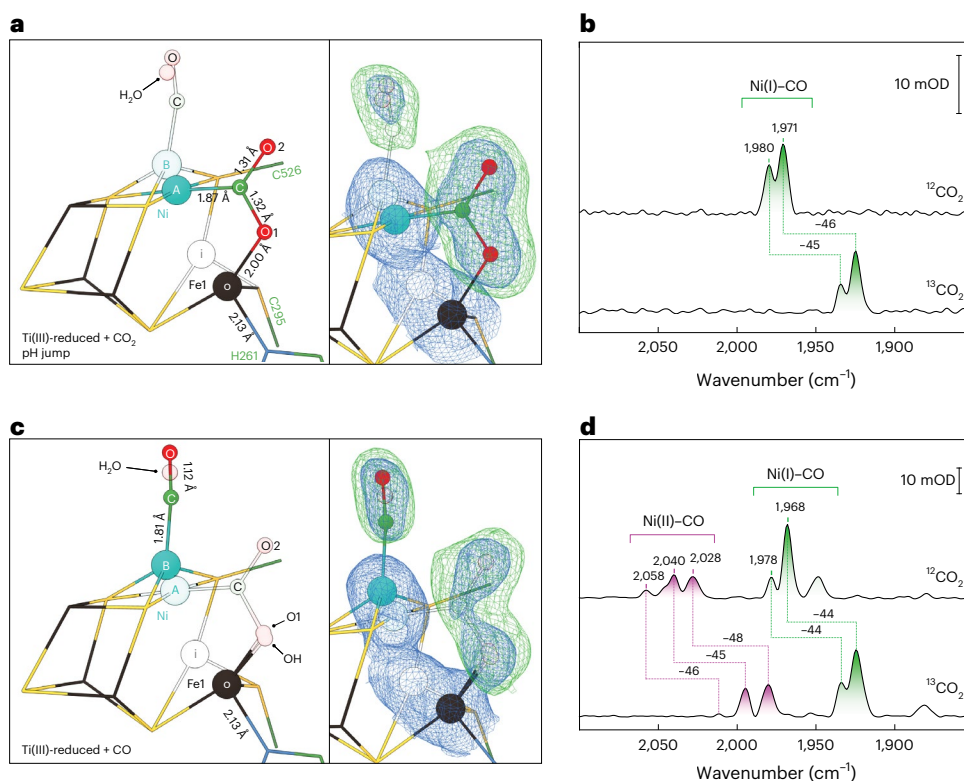 a
O
H₂O
C
B
A
Ni
1.87 Å
C
1.31 Å
O 2
C526
1.32 Å
O 1
2.00 Å
i
Fe1
o
C295
2.13 Å
H261
Ti(III)-reduced + CO₂
pH jump
b
10 mOD
Ni(I)–CO
1,980
1,971
¹²CO₂
–46
–45
¹³CO₂
2,050
2,000
1,950
1,900
Wavenumber (cm⁻¹)
c
O
H₂O
1.12 Å
C
1.81 Å
B
A
Ni
C
O2
O1
OH
i
Fe1
o
2.13 Å
Ti(III)-reduced + CO
d
10 mOD
Ni(I)–CO
Ni(II)–CO
1,968
2,058
2,040
2,028
1,978
¹²CO₂
–44
–44
–48
–45
–46
¹³CO₂
2,050
2,000
1,950
1,900
Wavenumber (cm⁻¹)